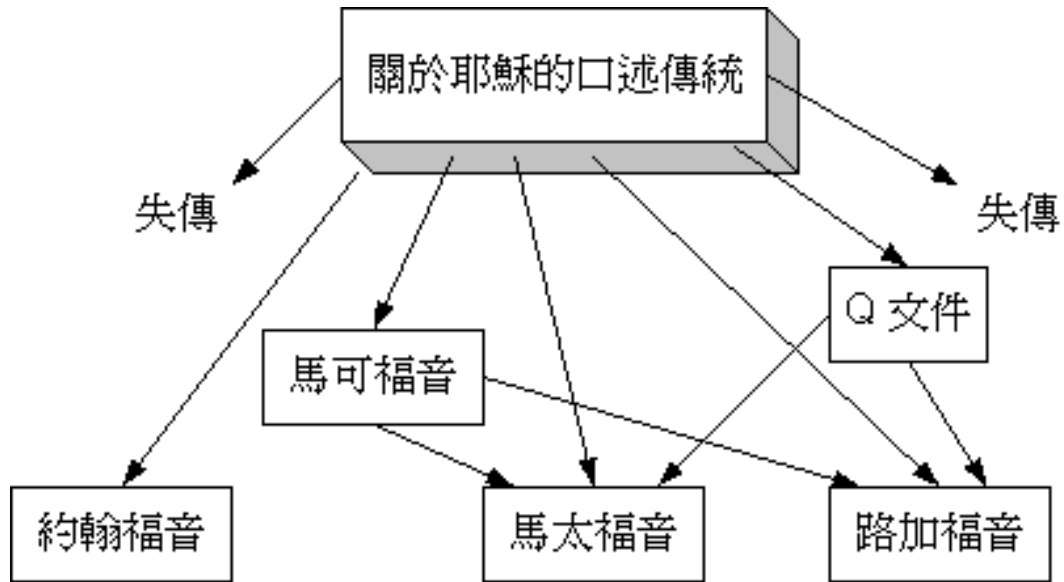 關於耶穌的口述傳統
失傳
失傳
Q 文件
馬可福音
約翰福音
馬太福音
路加福音